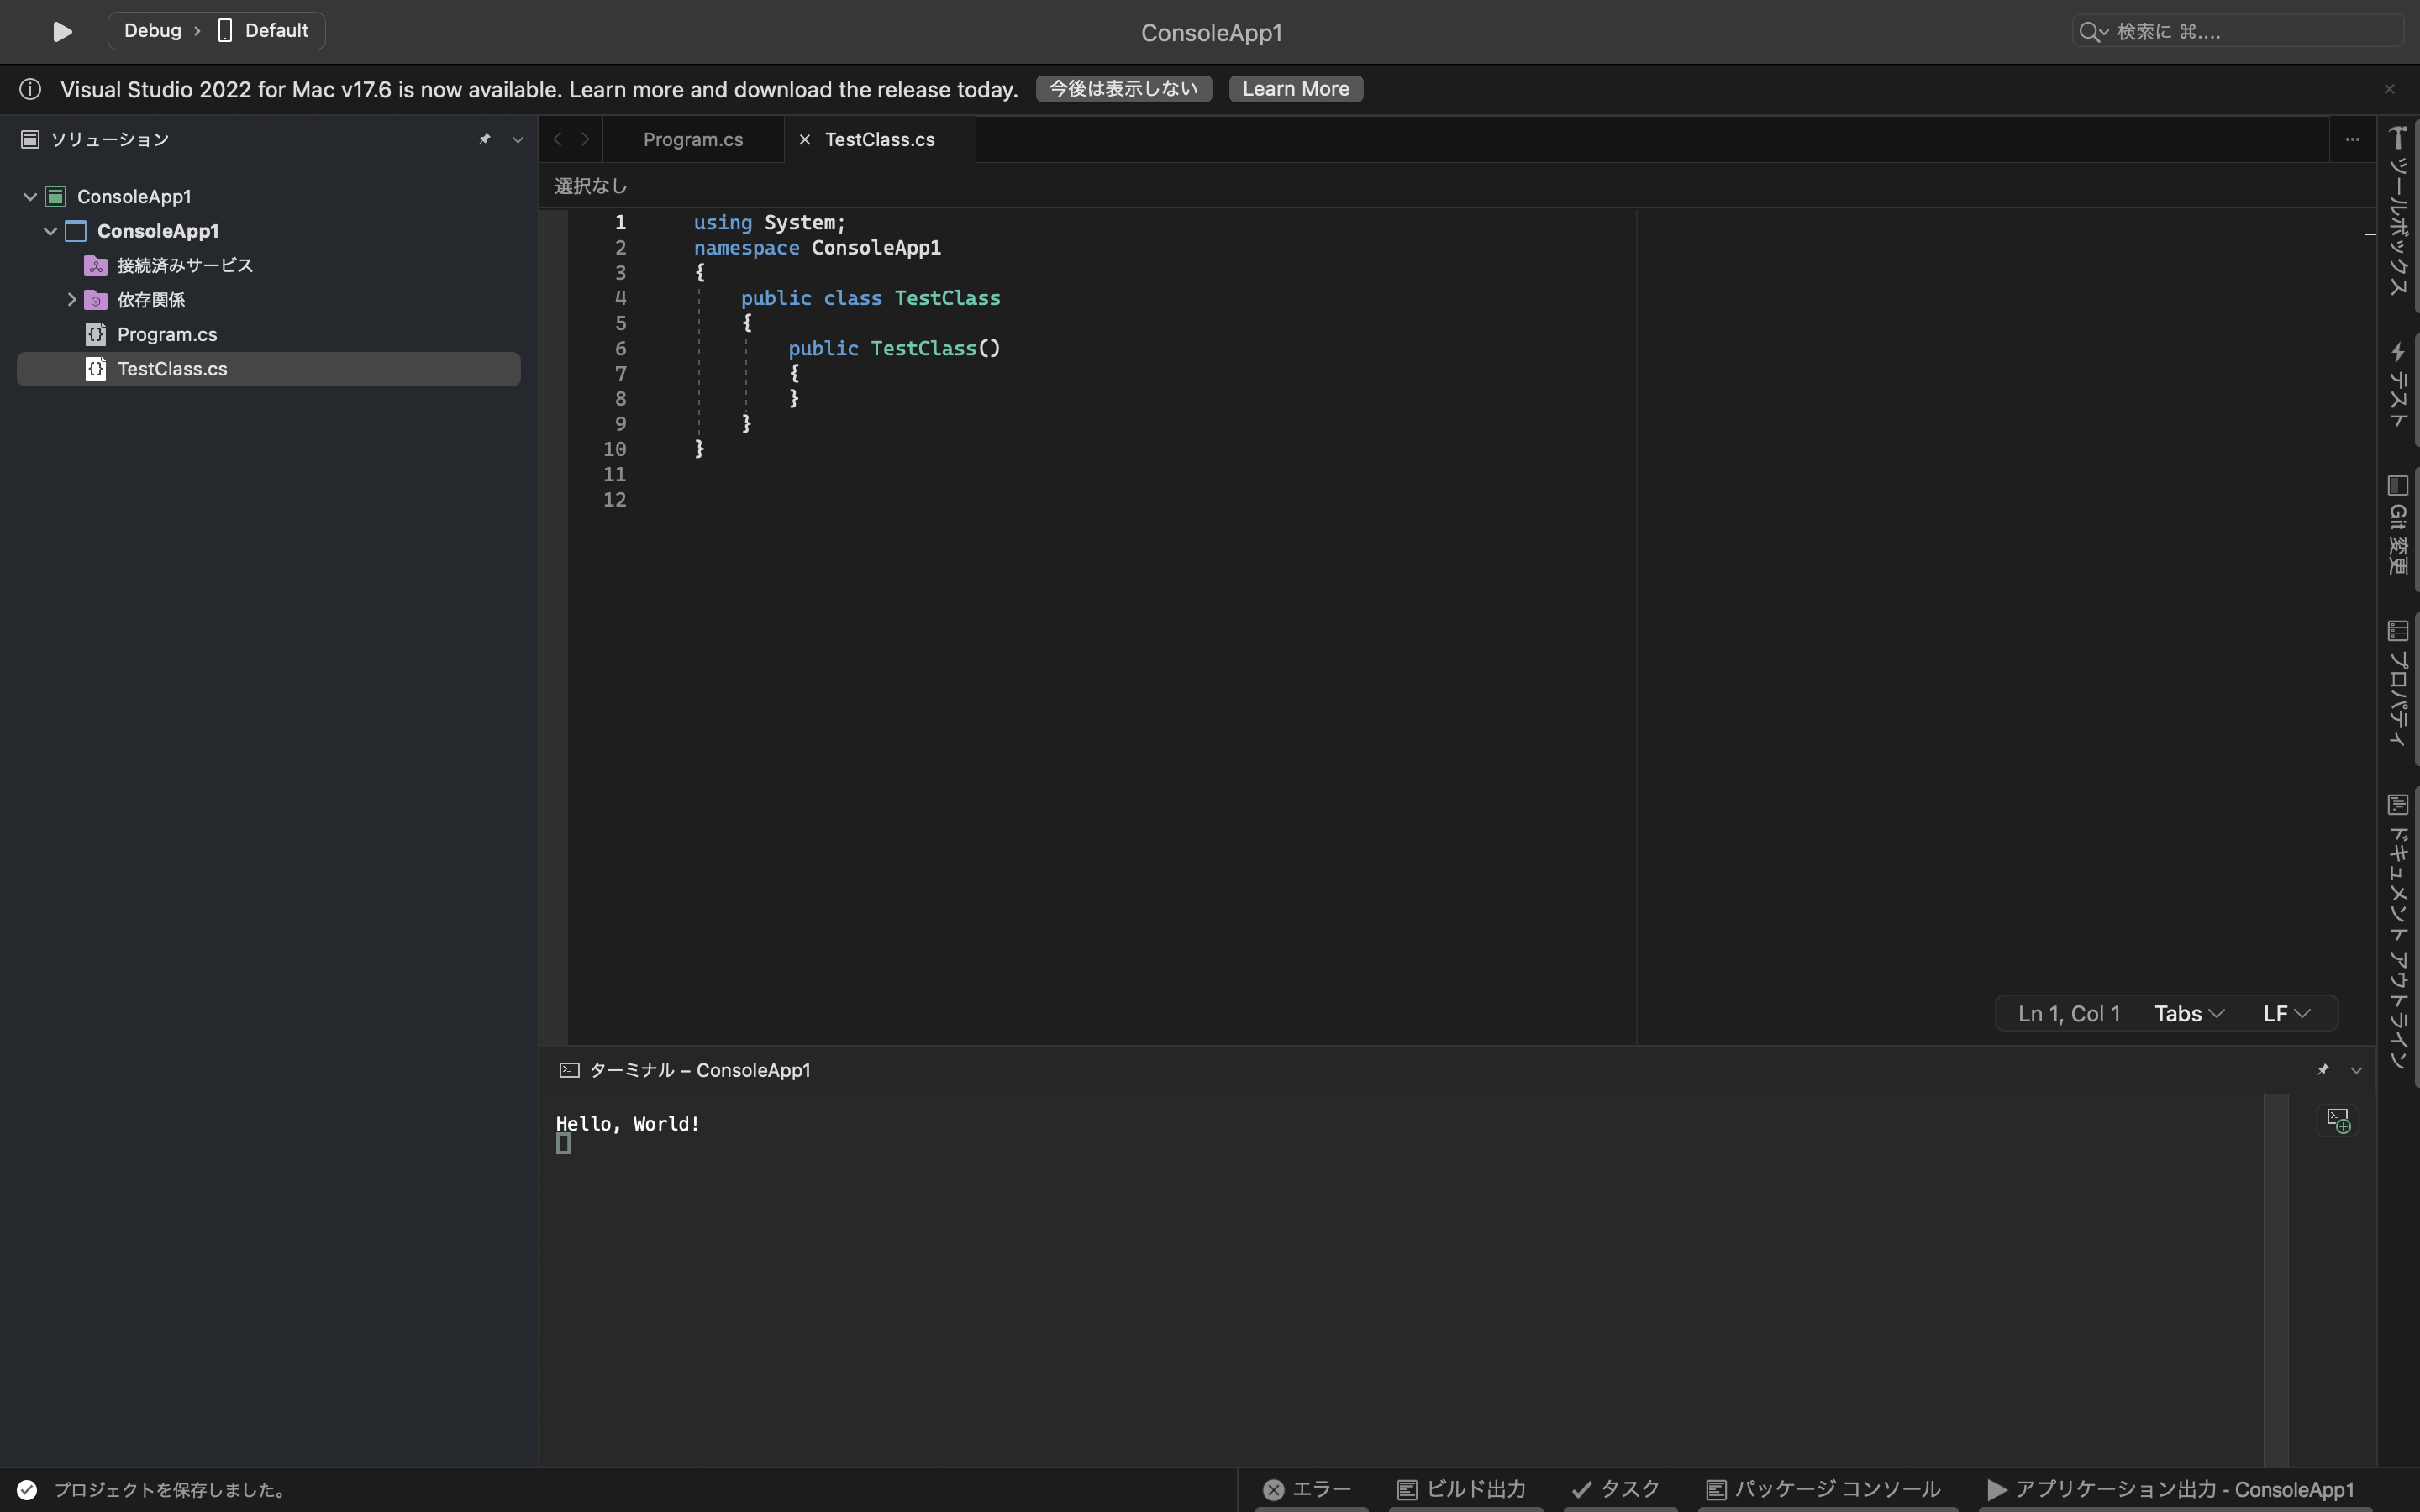 Debug › Default
ConsoleApp1
検索に ⌘....
Visual Studio 2022 for Mac v17.6 is now available. Learn more and download the release today.
今後は表示しない
Learn More
ソリューション
ConsoleApp1
ConsoleApp1
接続済みサービス
依存関係
Program.cs
TestClass.cs
Program.cs
TestClass.cs
選択なし
1 using System;
2 namespace ConsoleApp1
3 {
4 public class TestClass
5 {
6 public TestClass()
7 {
8 }
9 }
10 }
11
12
Ln 1, Col 1
Tabs
LF
ターミナル – ConsoleApp1
Hello, World!
ツールボックス
テスト
Git 変更
プロパティ
ドキュメント アウトライン
プロジェクトを保存しました。
エラー
ビルド出力
タスク
パッケージ コンソール
アプリケーション出力 - ConsoleApp1